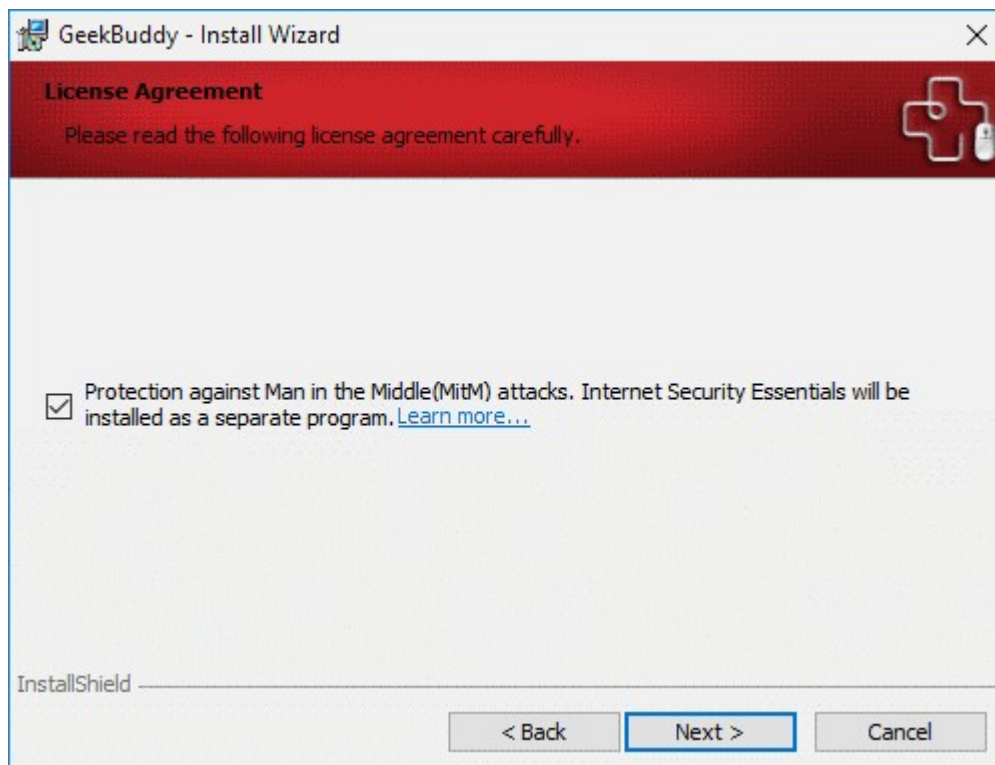 GeekBuddy - Install Wizard
License Agreement
Please read the following license agreement carefully.
Protection against Man in the Middle(MitM) attacks. Internet Security Essentials will be
installed as a separate program. Learn more...
InstallShield
< Back
Next >
Cancel